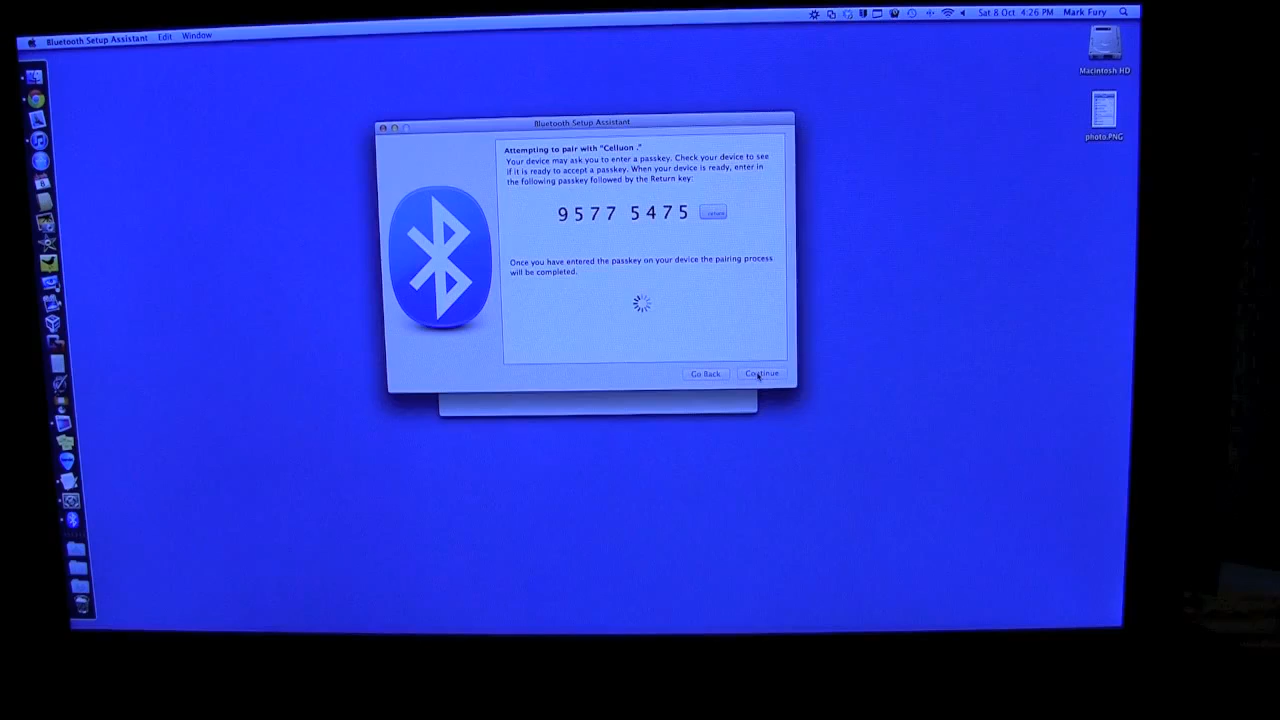 Bluetooth Setup Assistant Edit Window
Sat 8 Oct 4:26 PM Mark Fury
Macintosh HD
photo.PNG
Bluetooth Setup Assistant
Attempting to pair with "Celluon ."
Your device may ask you to enter a passkey. Check your device to see
if it is ready to accept a passkey. When your device is ready, enter in
the following passkey followed by the Return key:
9577 5475 return
Once you have entered the passkey on your device the pairing process
will be completed.
Go Back Continue
8